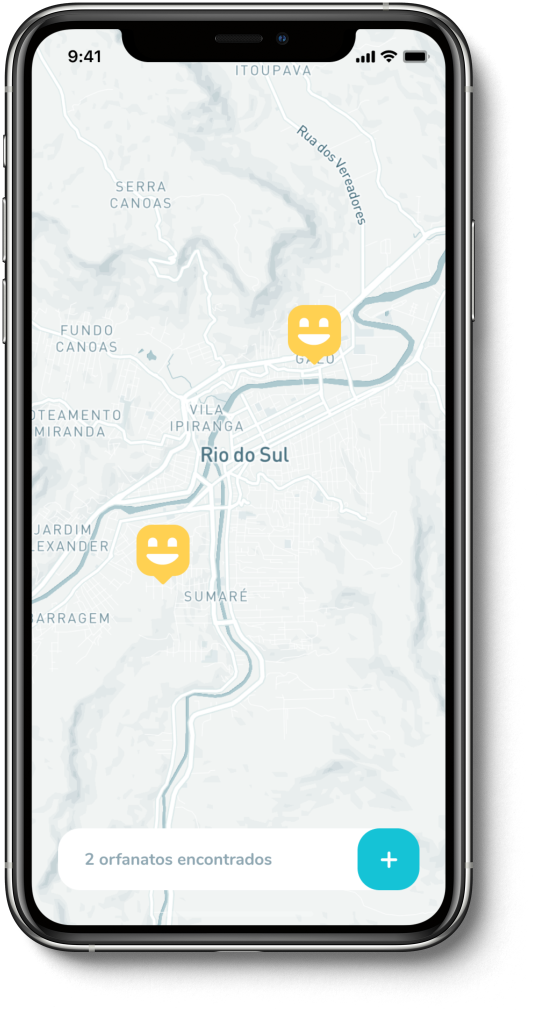 9:41
ITOUPAVA
Rua dos Vereadores
SERRA
CANOAS
FUNDO
CANOAS
OTEAMENTO
MIRANDA
VILA
IPIRANGA
Rio do Sul
JARDIM
LEXANDER
SUMARÉ
BARRAGEM
2 orfanatos encontrados
+